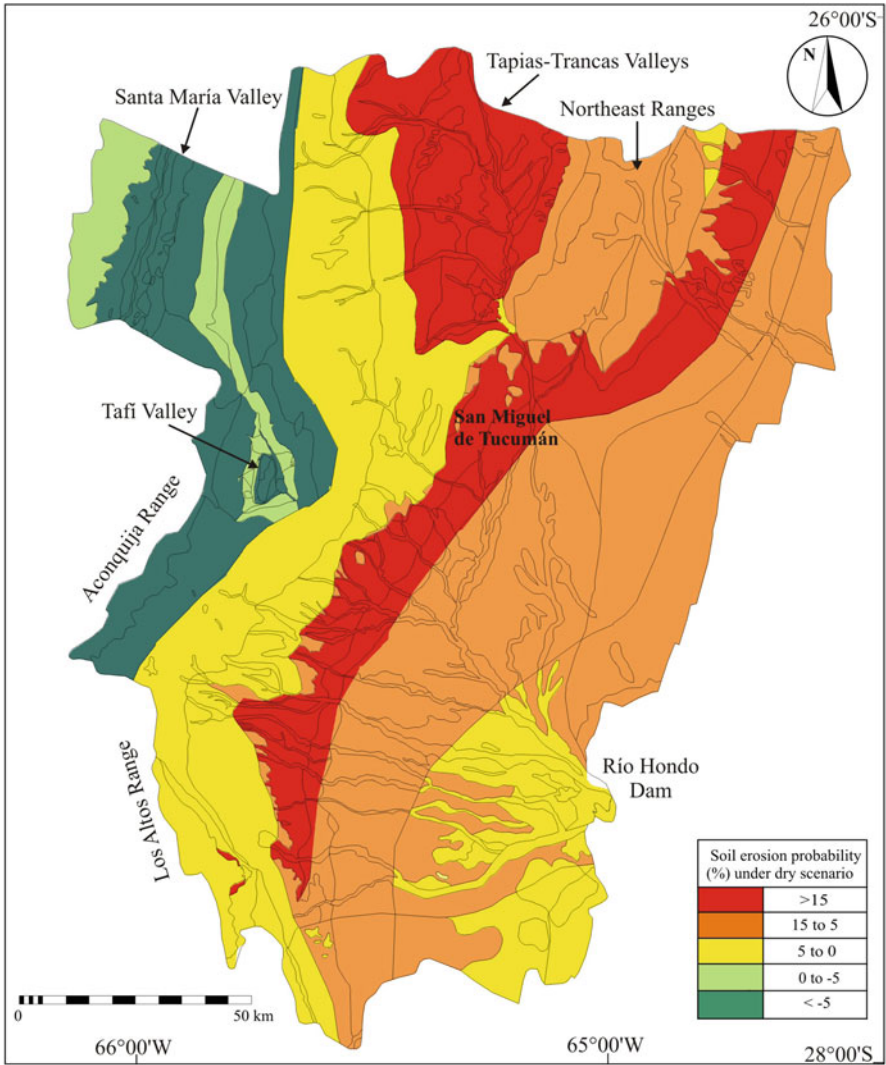 26°00'S
N
Tapias-Trancas Valleys
Santa María Valley
Northeast Ranges
Tafí Valley
San Miguel
de Tucumán
Aconquija Range
Los Altos Range
Río Hondo
Dam
Soil erosion probability
(%) under dry scenario
>15
15 to 5
5 to 0
0 to -5
< -5
0
50 km
66°00'W
65°00'W
28°00'S